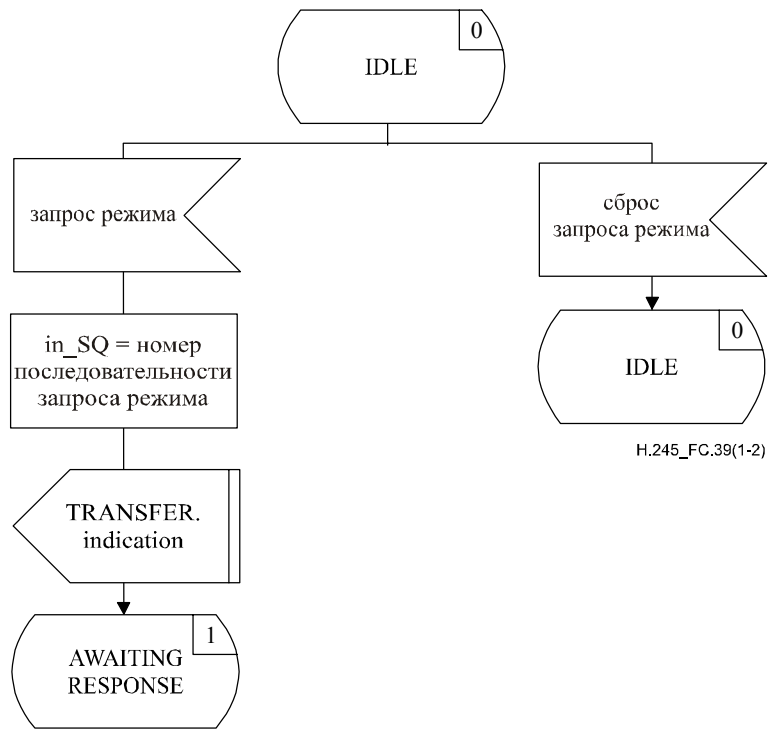 0
IDLE
запрос режима
сброс
запроса режима
in_SQ = номер
последовательности
запроса режима
0
IDLE
H.245_FC.39(1-2)
TRANSFER.
indication
1
AWAITING
RESPONSE